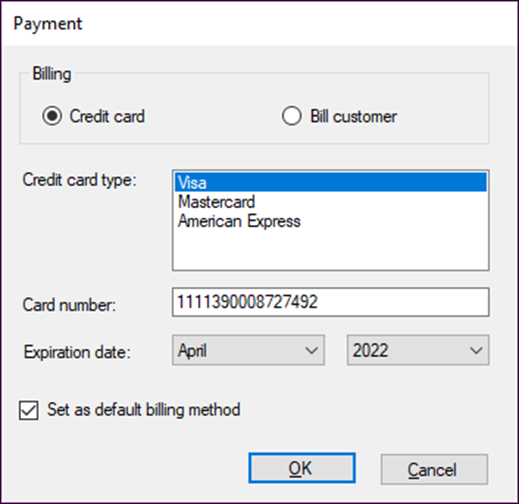 Payment
Billing
Credit card
Bill customer
Credit card type:
Visa
Mastercard
American Express
Card number:
1111390008727492
Expiration date:
April
2022
Set as default billing method
OK
Cancel